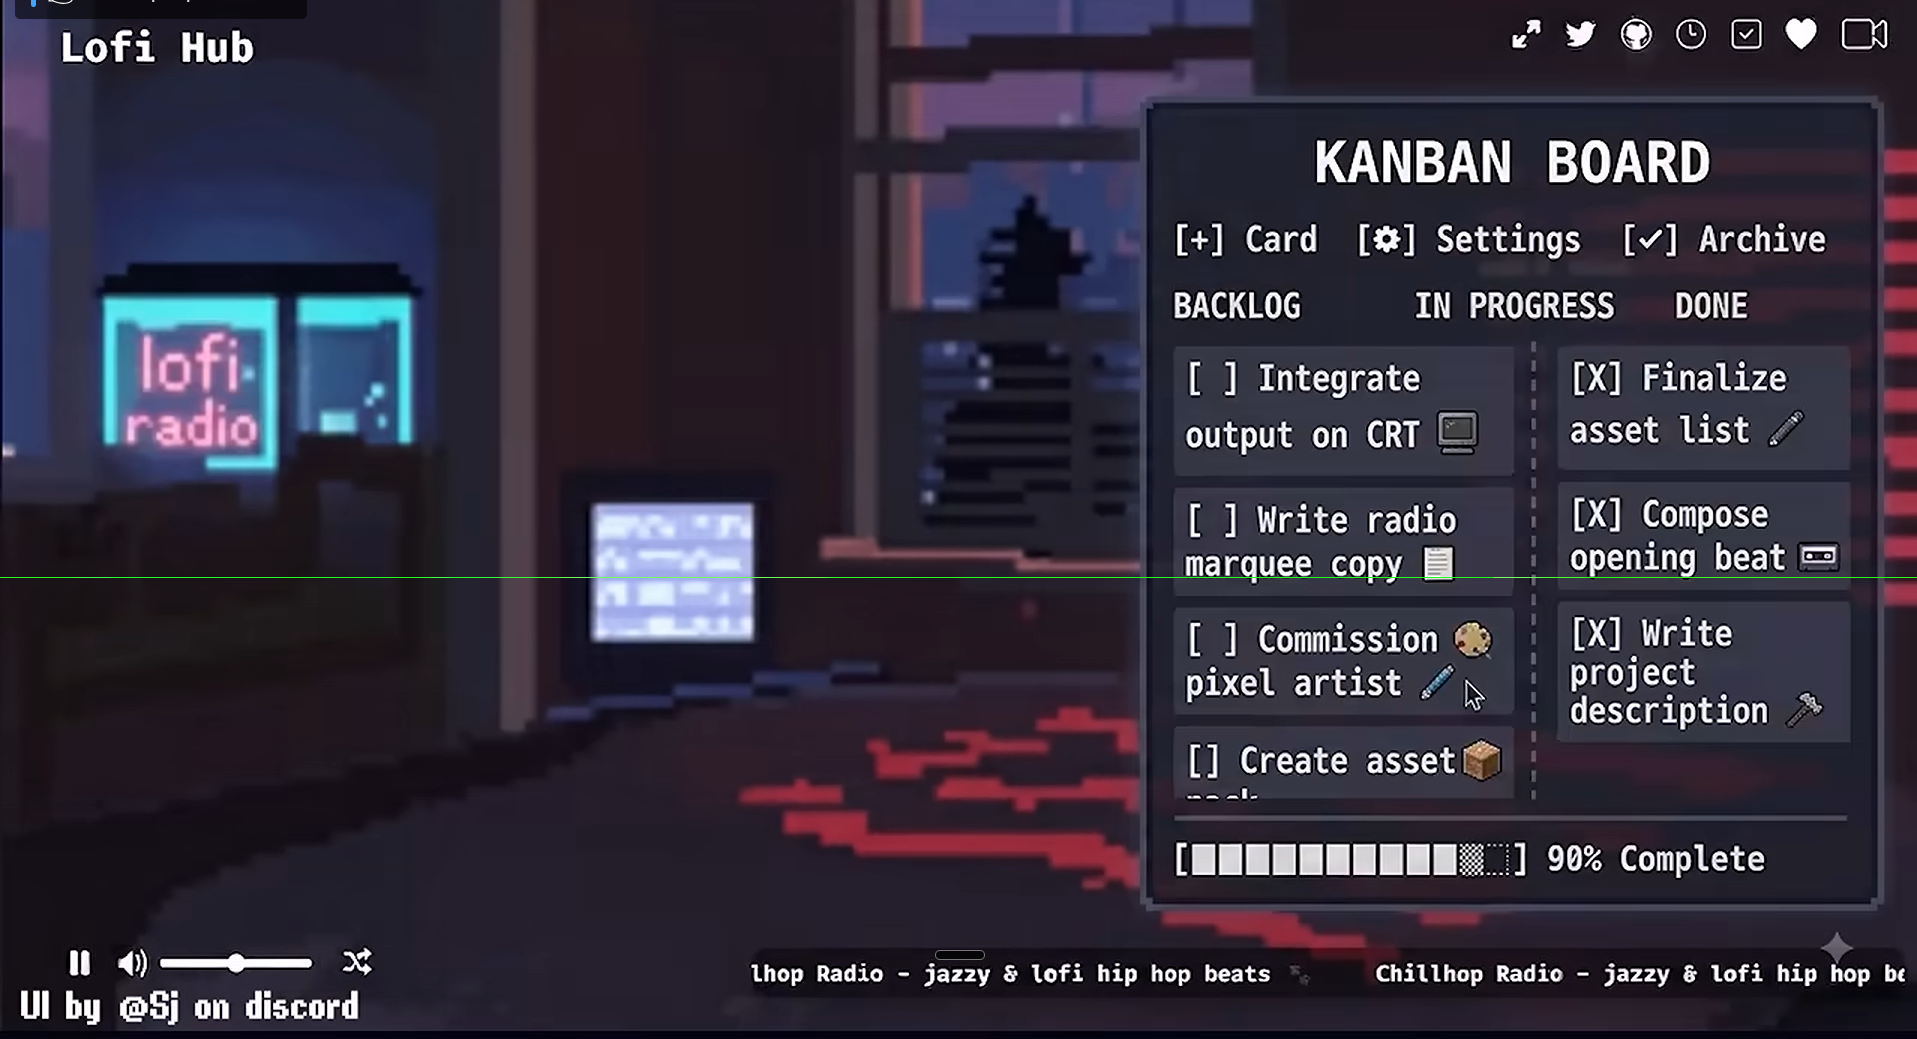 Lofi Hub
KANBAN BOARD
[+] Card [⚙] Settings [✓] Archive
BACKLOG IN PROGRESS DONE
[ ] Integrate
output on CRT
[ ] Write radio
marquee copy
[ ] Commission
pixel artist
[] Create asset
pack
[X] Finalize
asset list
[X] Compose
opening beat
[X] Write
project
description
[ ] 90% Complete
lofi
radio
lhop Radio - jazzy & lofi hip hop beats
Chillhop Radio - jazzy & lofi hip hop be
UI by @Sj on discord